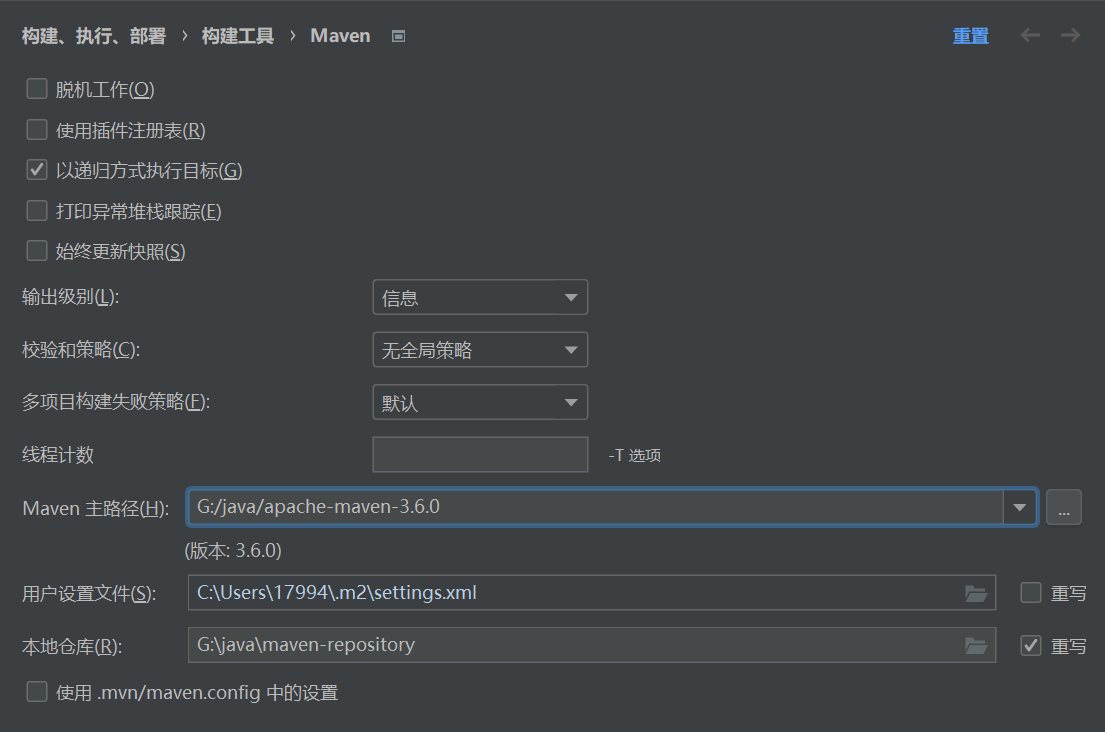 构建、执行、部署 › 构建工具 › Maven 重置
脱机工作(O)
使用插件注册表(R)
以递归方式执行目标(G)
打印异常堆栈跟踪(E)
始终更新快照(S)
输出级别(L): 信息
校验和策略(C): 无全局策略
多项目构建失败策略(F): 默认
线程计数 -T 选项
Maven 主路径(H): G:/java/apache-maven-3.6.0 ...
(版本: 3.6.0)
用户设置文件(S): C:\Users\17994\.m2\settings.xml 重写
本地仓库(R): G:\java\maven-repository 重写
使用 .mvn/maven.config 中的设置